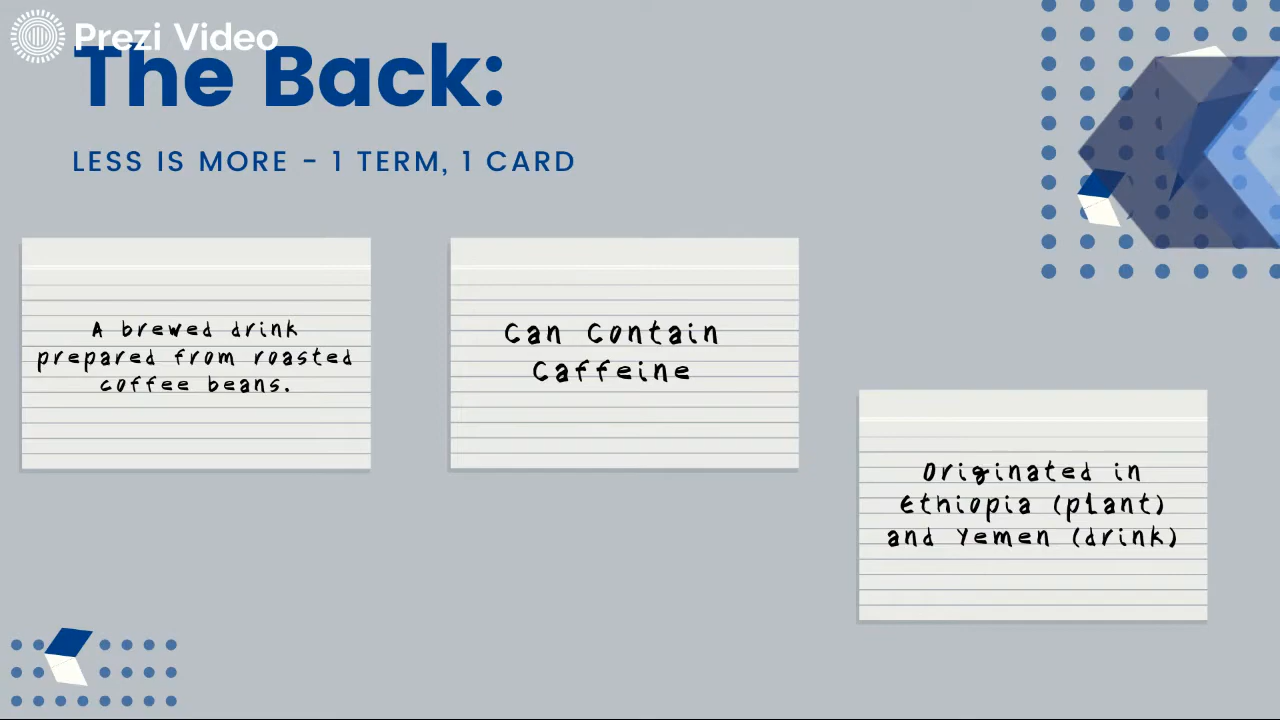 Prezi Video
The Back:
LESS IS MORE - 1 TERM, 1 CARD
A brewed drink
prepared from roasted
coffee beans.
Can Contain
Caffeine
Originated in
Ethiopia (plant)
and Yemen (drink)